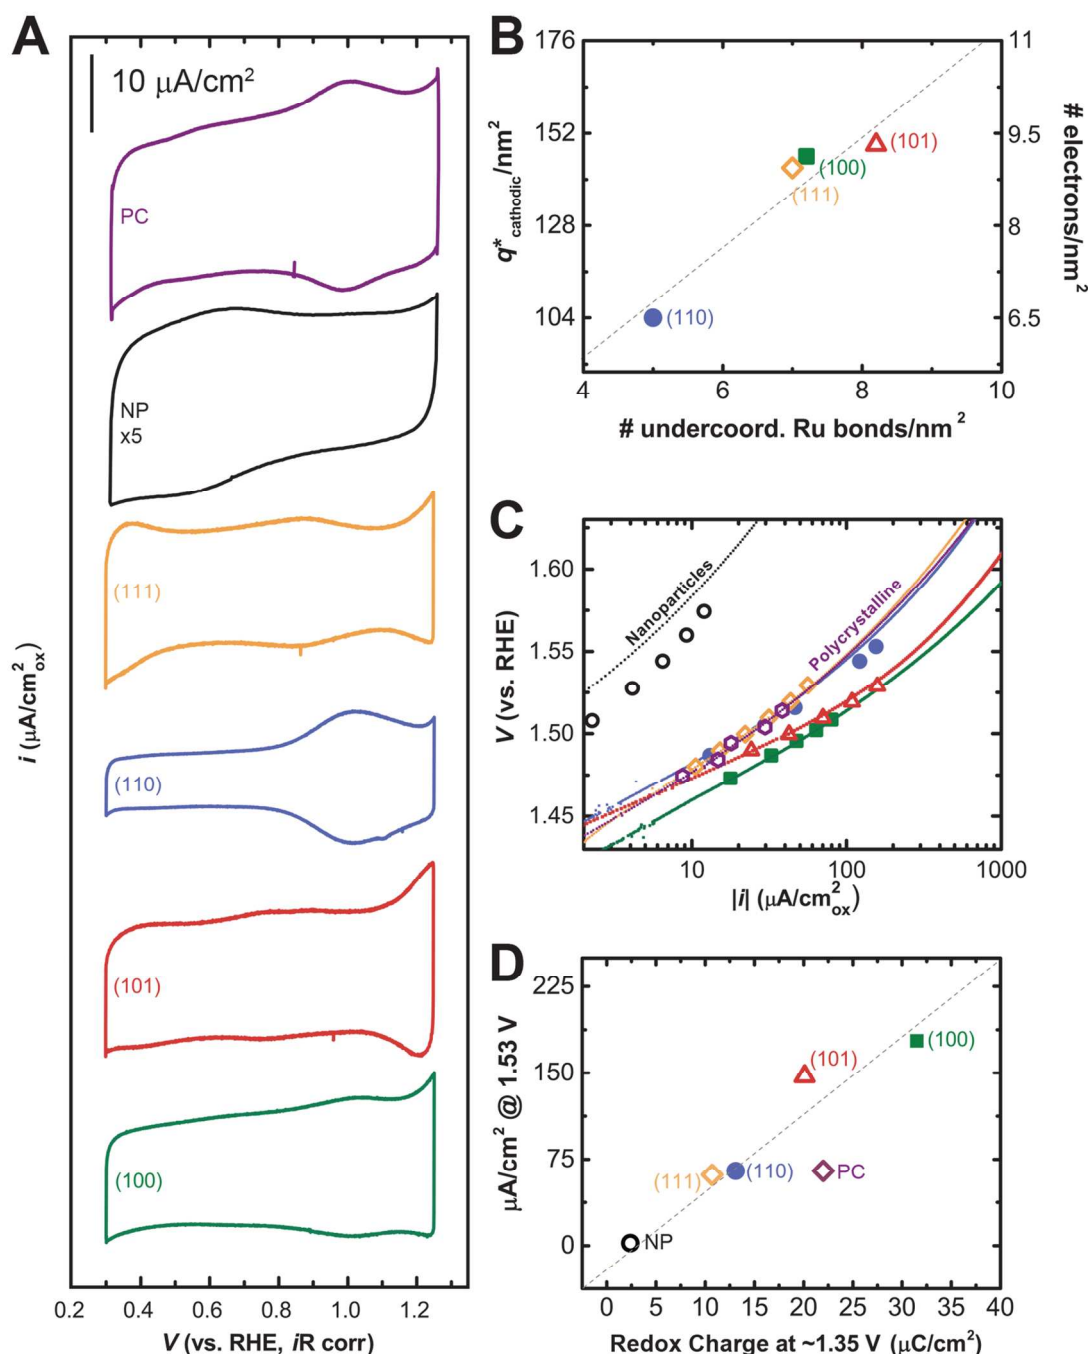 A
10 μA/cm²
PC
NP
x5
(111)
(110)
(101)
(100)
i (μA/cm²ox)
0.2 0.4 0.6 0.8 1.0 1.2
V (vs. RHE, iR corr)
B
176
152
128
104
11
9.5
8
6.5
q*cathodic/nm²
# electrons/nm²
(101)
(100)
(111)
(110)
4 6 8 10
# undercoord. Ru bonds/nm²
C
1.60
1.55
1.50
1.45
V (vs. RHE)
Nanoparticles
Polycrystalline
10 100 1000
|i| (μA/cm²ox)
D
225
150
75
0
μA/cm² @ 1.53 V
(100)
(101)
(111)
(110)
PC
NP
0 5 10 15 20 25 30 35 40
Redox Charge at ~1.35 V (μC/cm²)